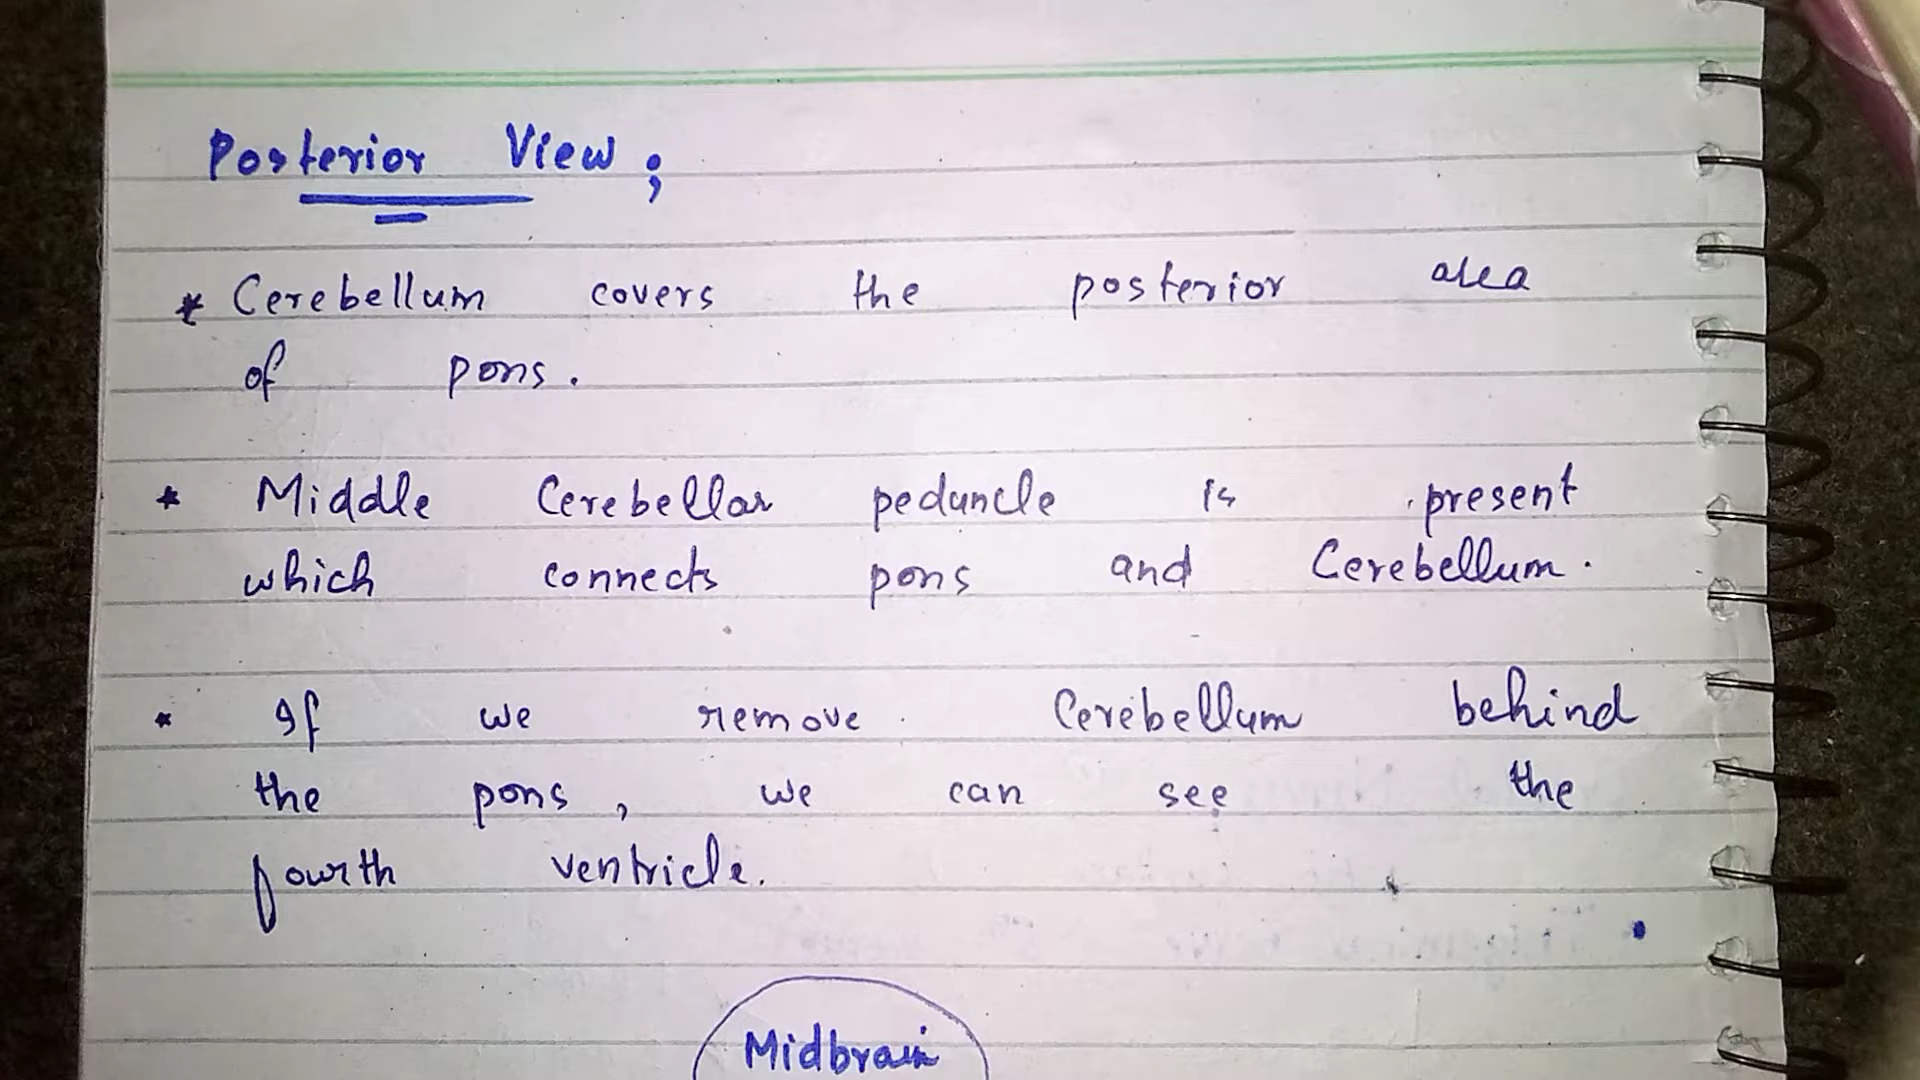 Posterior View ;
* Cerebellum covers the posterior area
of pons.
* Middle Cerebellar peduncle is present
which connects pons and Cerebellum.
* If we remove Cerebellum behind
the pons, we can see the
fourth ventricle.
Midbrain